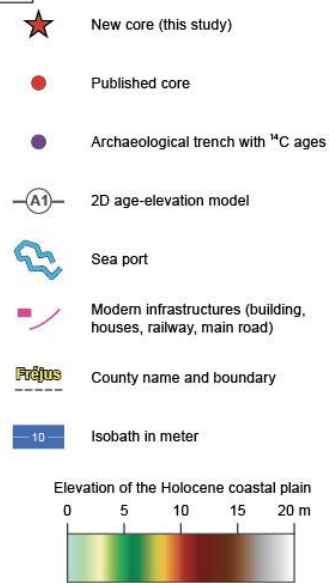 New core (this study)
Published core
Archaeological trench with ¹⁴C ages
A1 2D age-elevation model
Sea port
Modern infrastructures (building,
houses, railway, main road)
Fréjus County name and boundary
10 Isobath in meter
Elevation of the Holocene coastal plain
0 5 10 15 20 m